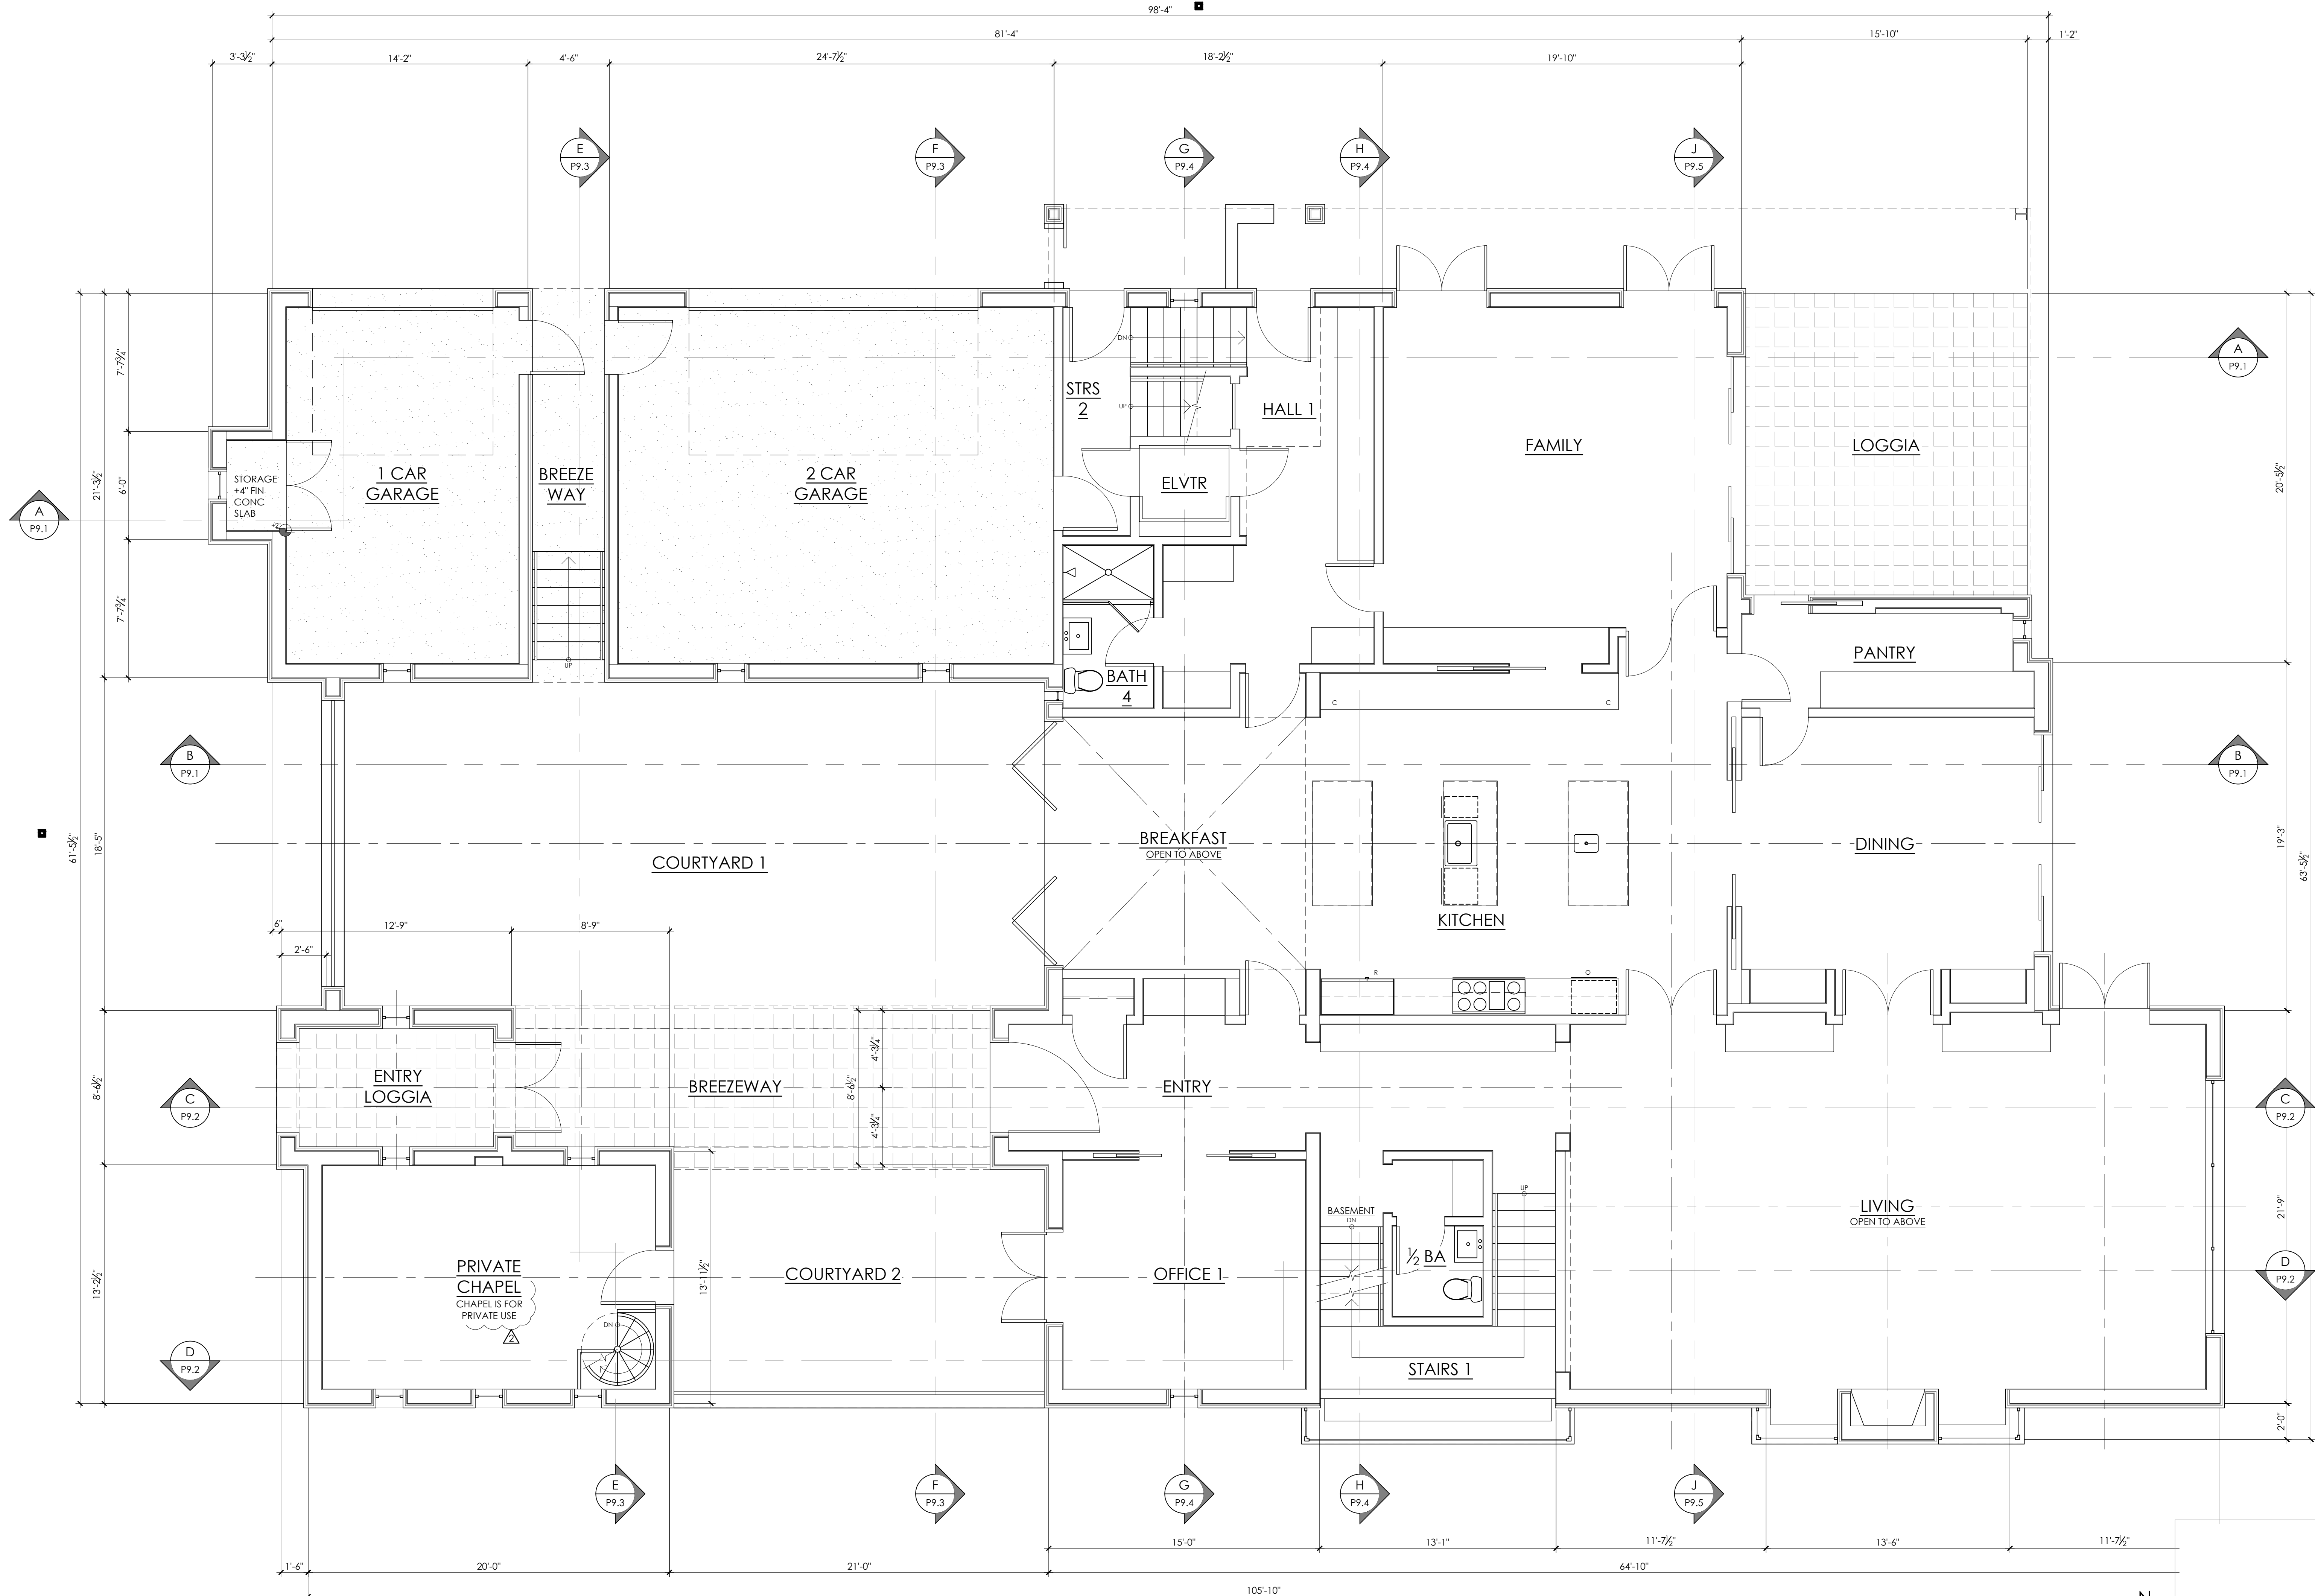 98'-4"
81'-4"
15'-10"
1'-2"
3'-3½"
14'-2"
4'-6"
24'-7½"
18'-2½"
19'-10"
E
P9.3
F
P9.3
G
P9.4
H
P9.4
J
P9.5
7'-7¾"
21'-3½"
6'-0"
7'-7¾"
A
P9.1
A
P9.1
20'-5½"
DN
UP
STRS
2
HALL 1
FAMILY
LOGGIA
STORAGE
+4" FIN
CONC
SLAB
+2"
1 CAR
GARAGE
BREEZE
WAY
UP
2 CAR
GARAGE
ELVTR
BATH
4
PANTRY
C
C
B
P9.1
B
P9.1
61'-5½"
18'-5"
COURTYARD 1
BREAKFAST
OPEN TO ABOVE
KITCHEN
DINING
19'-3"
63'-5½"
6"
12'-9"
8'-9"
2'-6"
R
O
8'-6½"
C
P9.2
ENTRY
LOGGIA
BREEZEWAY
8'-6½"
4'-3¼"
4'-3¼"
ENTRY
C
P9.2
13'-2½"
PRIVATE
CHAPEL
CHAPEL IS FOR
PRIVATE USE
2
DN
13'-11½"
COURTYARD 2
OFFICE 1
BASEMENT
DN
½ BA
UP
STAIRS 1
LIVING
OPEN TO ABOVE
21'-9"
D
P9.2
D
P9.2
2'-0"
E
P9.3
F
P9.3
G
P9.4
H
P9.4
J
P9.5
15'-0"
13'-1"
11'-7½"
13'-6"
11'-7½"
1'-6"
20'-0"
21'-0"
64'-10"
105'-10"